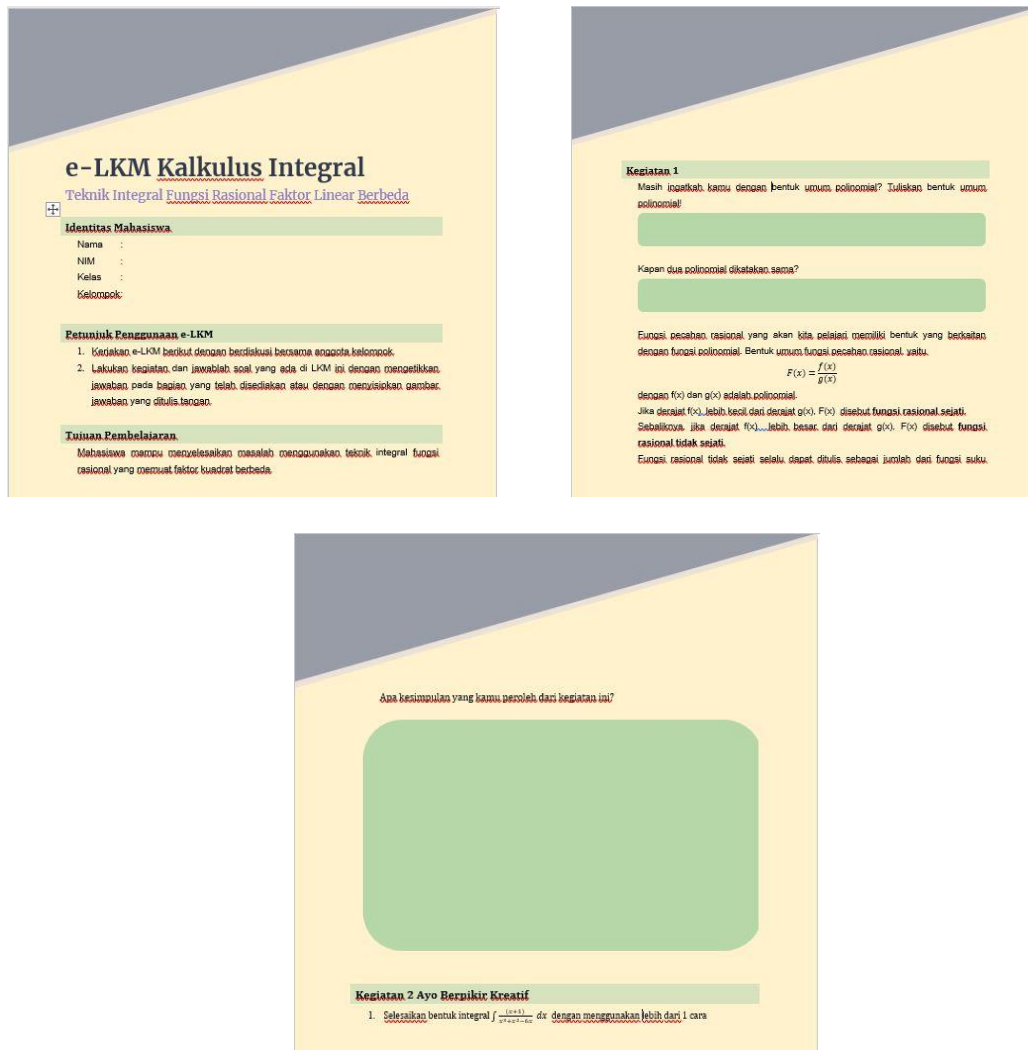 e-LKM Kalkulus Integral
Teknik Integral Fungsi Rasional Faktor Linear Berbeda
Identitas Mahasiswa
Nama :
NIM :
Kelas :
Kelompok:
Petunjuk Penggunaan e-LKM
1. Kerjakan e-LKM berikut dengan berdiskusi bersama anggota kelompok.
2. Lakukan kegiatan dan jawablah soal yang ada di LKM ini dengan mengetikkan
jawaban pada bagian yang telah disediakan atau dengan menyisipkan gambar
jawaban yang ditulis tangan.
Tujuan Pembelajaran
Mahasiswa mampu menyelesaikan masalah menggunakan teknik integral fungsi
rasional yang memuat faktor kuadrat berbeda.
Kegiatan 1
Masih ingatkah kamu dengan bentuk umum polinomial? Tuliskan bentuk umum
polinomial!
Kapan dua polinomial dikatakan sama?
Fungsi pecahan rasional yang akan kita pelajari memiliki bentuk yang berkaitan
dengan fungsi polinomial. Bentuk umum fungsi pecahan rasional, yaitu
F(x) = f(x)/g(x)
dengan f(x) dan g(x) adalah polinomial.
Jika derajat f(x) lebih kecil dari derajat g(x), F(x) disebut fungsi rasional sejati.
Sebaliknya, jika derajat f(x) lebih besar dari derajat g(x), F(x) disebut fungsi
rasional tidak sejati.
Fungsi rasional tidak sejati selalu dapat ditulis sebagai jumlah dari fungsi suku
Apa kesimpulan yang kamu peroleh dari kegiatan ini?
Kegiatan 2 Ayo Berpikir Kreatif
1. Selesaikan bentuk integral ∫ (x+1)/(x³+x²−6x) dx dengan menggunakan lebih dari 1 cara